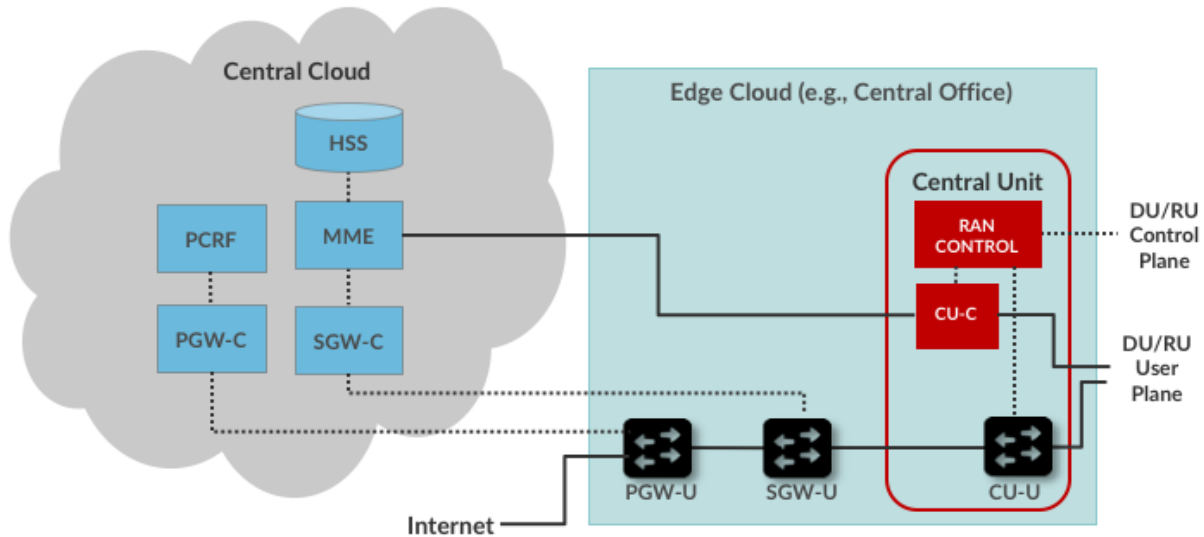 Central Cloud
HSS
PCRF
MME
PGW-C
SGW-C
Edge Cloud (e.g., Central Office)
Central Unit
RAN
CONTROL
CU-C
DU/RU
Control
Plane
DU/RU
User
Plane
PGW-U
SGW-U
CU-U
Internet